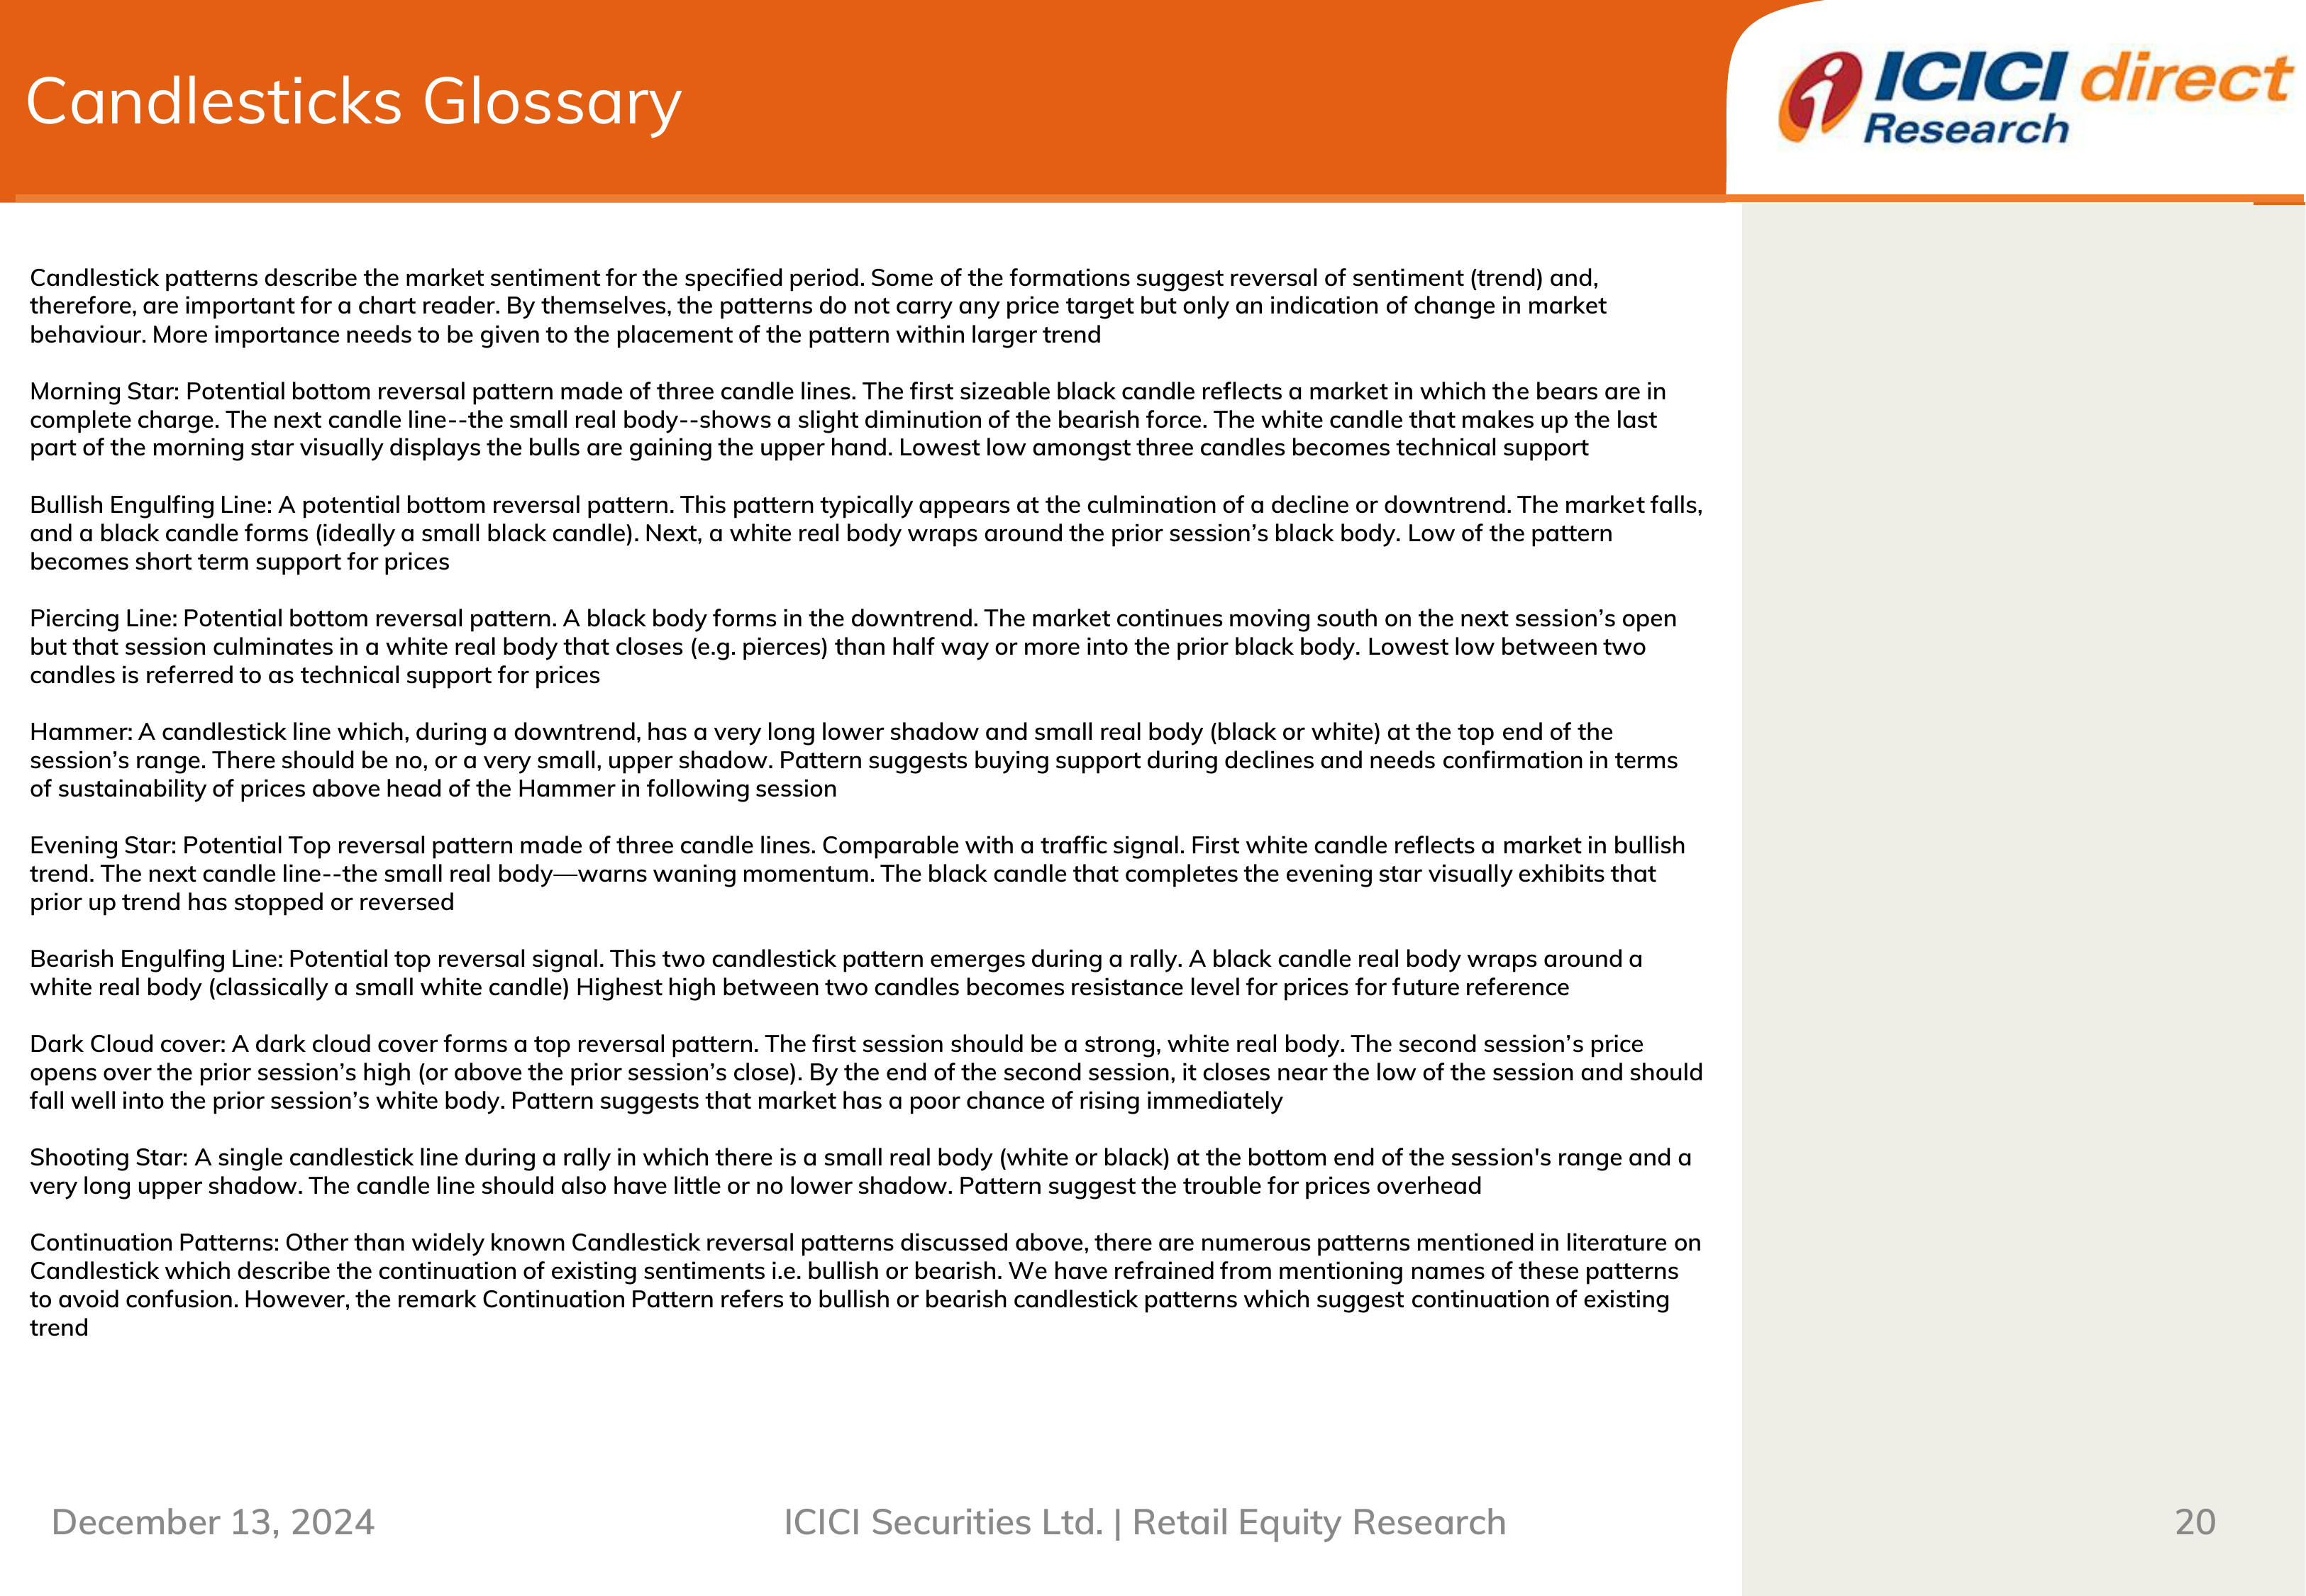 Candlesticks Glossary
ICICI direct
Research
Candlestick patterns describe the market sentiment for the specified period. Some of the formations suggest reversal of sentiment (trend) and,
therefore, are important for a chart reader. By themselves, the patterns do not carry any price target but only an indication of change in market
behaviour. More importance needs to be given to the placement of the pattern within larger trend
Morning Star: Potential bottom reversal pattern made of three candle lines. The first sizeable black candle reflects a market in which the bears are in
complete charge. The next candle line--the small real body--shows a slight diminution of the bearish force. The white candle that makes up the last
part of the morning star visually displays the bulls are gaining the upper hand. Lowest low amongst three candles becomes technical support
Bullish Engulfing Line: A potential bottom reversal pattern. This pattern typically appears at the culmination of a decline or downtrend. The market falls,
and a black candle forms (ideally a small black candle). Next, a white real body wraps around the prior session’s black body. Low of the pattern
becomes short term support for prices
Piercing Line: Potential bottom reversal pattern. A black body forms in the downtrend. The market continues moving south on the next session’s open
but that session culminates in a white real body that closes (e.g. pierces) than half way or more into the prior black body. Lowest low between two
candles is referred to as technical support for prices
Hammer: A candlestick line which, during a downtrend, has a very long lower shadow and small real body (black or white) at the top end of the
session’s range. There should be no, or a very small, upper shadow. Pattern suggests buying support during declines and needs confirmation in terms
of sustainability of prices above head of the Hammer in following session
Evening Star: Potential Top reversal pattern made of three candle lines. Comparable with a traffic signal. First white candle reflects a market in bullish
trend. The next candle line--the small real body—warns waning momentum. The black candle that completes the evening star visually exhibits that
prior up trend has stopped or reversed
Bearish Engulfing Line: Potential top reversal signal. This two candlestick pattern emerges during a rally. A black candle real body wraps around a
white real body (classically a small white candle) Highest high between two candles becomes resistance level for prices for future reference
Dark Cloud cover: A dark cloud cover forms a top reversal pattern. The first session should be a strong, white real body. The second session’s price
opens over the prior session’s high (or above the prior session’s close). By the end of the second session, it closes near the low of the session and should
fall well into the prior session’s white body. Pattern suggests that market has a poor chance of rising immediately
Shooting Star: A single candlestick line during a rally in which there is a small real body (white or black) at the bottom end of the session's range and a
very long upper shadow. The candle line should also have little or no lower shadow. Pattern suggest the trouble for prices overhead
Continuation Patterns: Other than widely known Candlestick reversal patterns discussed above, there are numerous patterns mentioned in literature on
Candlestick which describe the continuation of existing sentiments i.e. bullish or bearish. We have refrained from mentioning names of these patterns
to avoid confusion. However, the remark Continuation Pattern refers to bullish or bearish candlestick patterns which suggest continuation of existing
trend
December 13, 2024
ICICI Securities Ltd. | Retail Equity Research
20